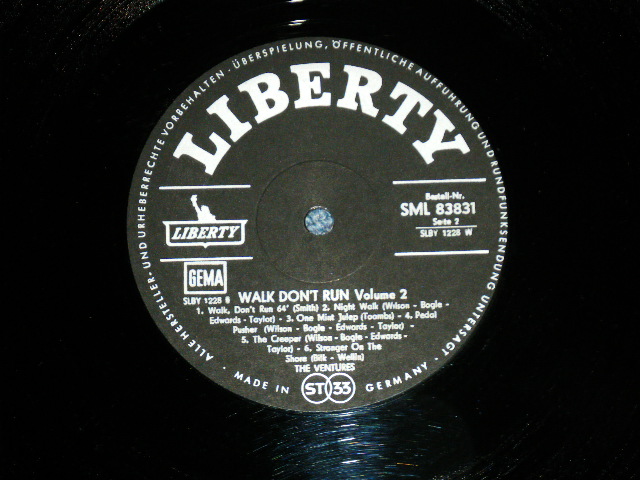 ALLE HERSTELLER- UND URHEBERRECHTE VORBEHALTEN · ÜBERSPIELUNG, ÖFFENTLICHE AUFFÜHRUNG UND RUNDFUNKSENDUNG UNTERSAGT ·
LIBERTY
Bestell-Nr.
SML 83831
Seite 2
SLBY 1228 W
LIBERTY
GEMA
SLBY 1228
WALK DON'T RUN Volume 2
1. Walk, Don't Run 64' (Smith) 2. Night Walk (Wilson - Bogle -
Edwards - Taylor) - 3. One Mint Julep (Toombs) - 4. Pedal
Pusher (Wilson - Bogle - Edwards - Taylor) -
5. The Creeper (Wilson - Bogle - Edwards -
Taylor) - 6. Stranger On The
Shore (Bilk - Wellis)
THE VENTURES
MADE IN GERMANY
ST 33